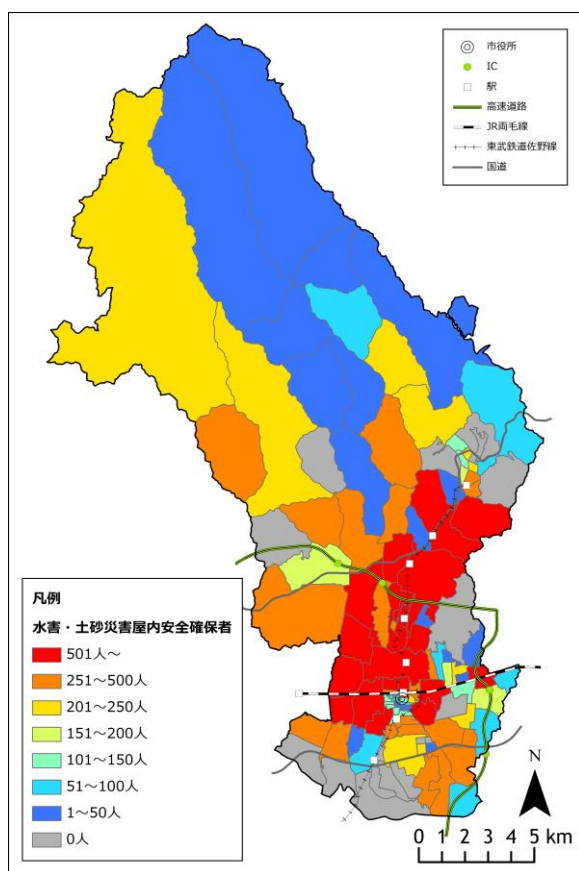 市役所
IC
駅
高速道路
JR両毛線
東武鉄道佐野線
国道
凡例
水害・土砂災害屋内安全確保者
501人～
251～500人
201～250人
151～200人
101～150人
51～100人
1～50人
0人
N
0 1 2 3 4 5 km